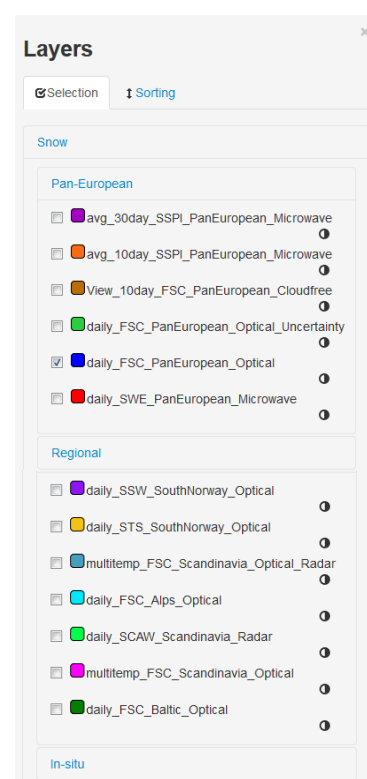 ×
Layers
Selection
Sorting
Snow
Pan-European
avg_30day_SSPI_PanEuropean_Microwave
avg_10day_SSPI_PanEuropean_Microwave
View_10day_FSC_PanEuropean_Cloudfree
daily_FSC_PanEuropean_Optical_Uncertainty
daily_FSC_PanEuropean_Optical
daily_SWE_PanEuropean_Microwave
Regional
daily_SSW_SouthNorway_Optical
daily_STS_SouthNorway_Optical
multitemp_FSC_Scandinavia_Optical_Radar
daily_FSC_Alps_Optical
daily_SCAW_Scandinavia_Radar
multitemp_FSC_Scandinavia_Optical
daily_FSC_Baltic_Optical
In-situ